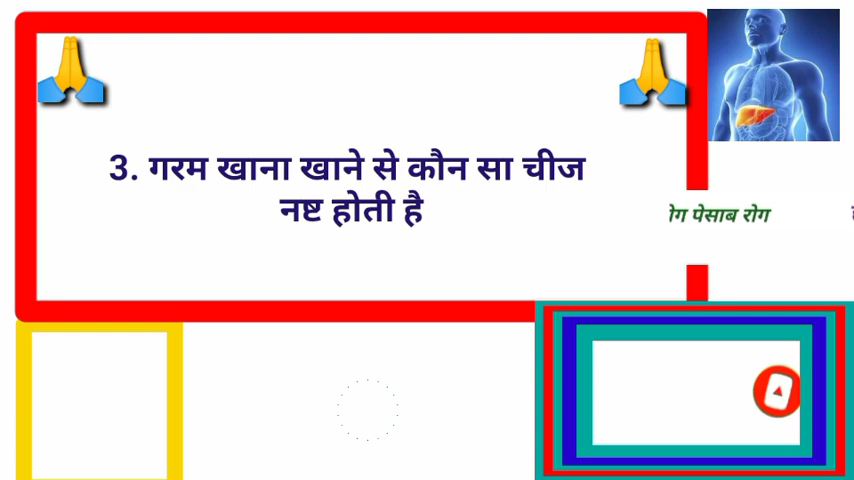 3. गरम खाना खाने से कौन सा चीज
नष्ट होती है
पेसाब रोग